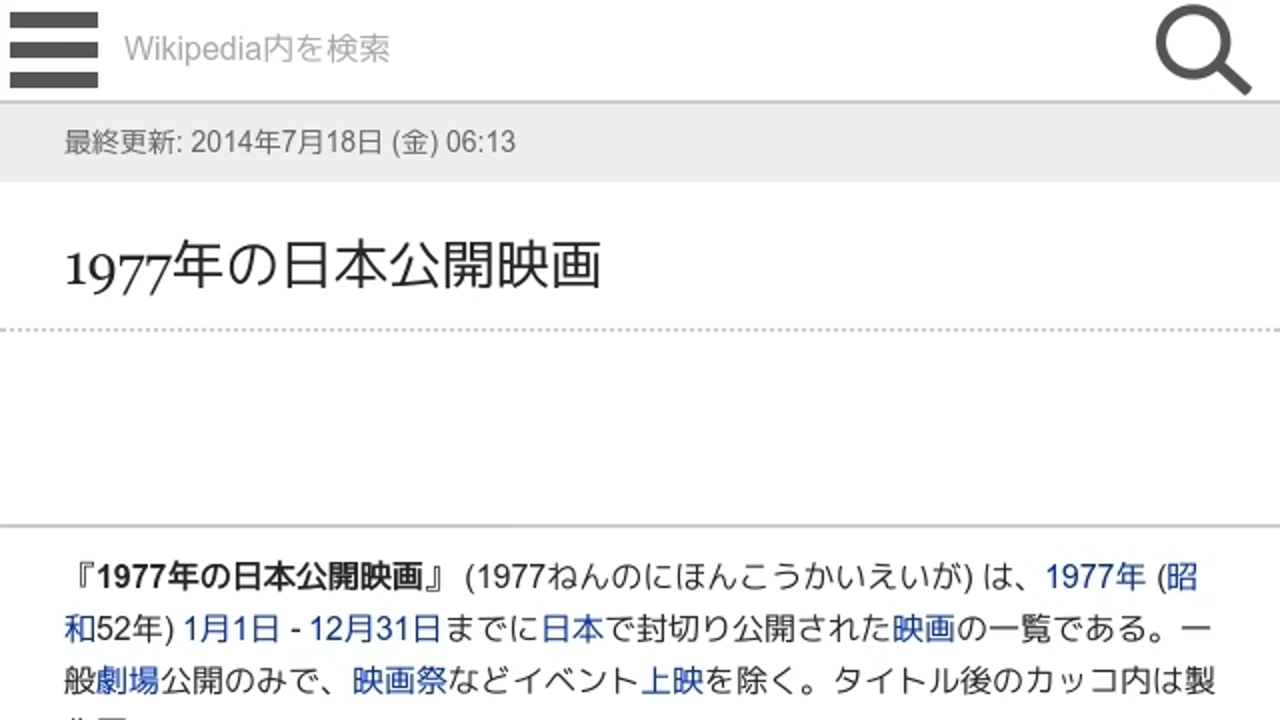 Wikipedia内を検索
最終更新: 2014年7月18日 (金) 06:13
1977年の日本公開映画
『1977年の日本公開映画』 (1977ねんのにほんこうかいえいが) は、1977年 (昭
和52年) 1月1日 - 12月31日までに日本で封切り公開された映画の一覧である。一
般劇場公開のみで、映画祭などイベント上映を除く。タイトル後のカッコ内は製